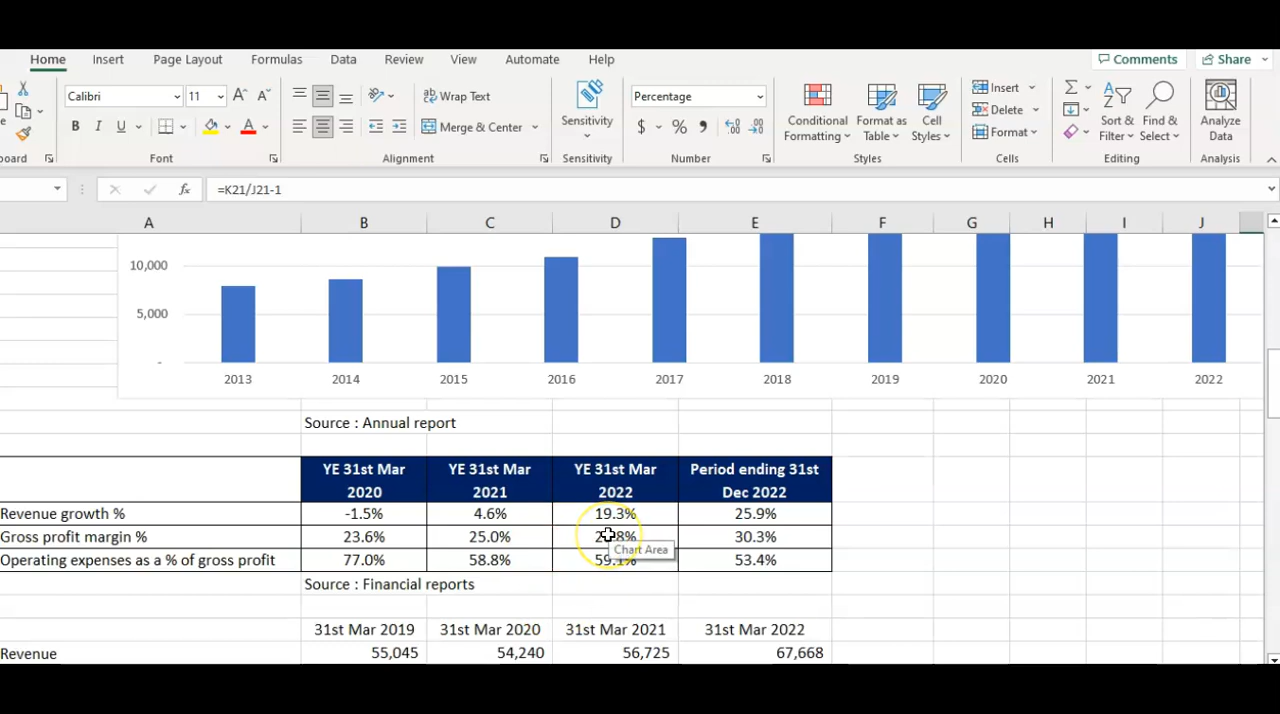 Home Insert Page Layout Formulas Data Review View Automate Help Comments Share
Calibri 11 Wrap Text Percentage Insert
Sensitivity Conditional Format as Cell Delete Sort & Find & Analyze
Merge & Center Formatting Table Styles Format Filter Select Data
board Font Alignment Sensitivity Number Styles Cells Editing Analysis
=K21/J21-1
A B C D E F G H I J
10,000
5,000
-
2013 2014 2015 2016 2017 2018 2019 2020 2021 2022
Source : Annual report
YE 31st Mar YE 31st Mar YE 31st Mar Period ending 31st
2020 2021 2022 Dec 2022
Revenue growth % -1.5% 4.6% 19.3% 25.9%
Gross profit margin % 23.6% 25.0% 30.3%
Chart Area
Operating expenses as a % of gross profit 77.0% 58.8% 59.1% 53.4%
Source : Financial reports
31st Mar 2019 31st Mar 2020 31st Mar 2021 31st Mar 2022
Revenue 55,045 54,240 56,725 67,668